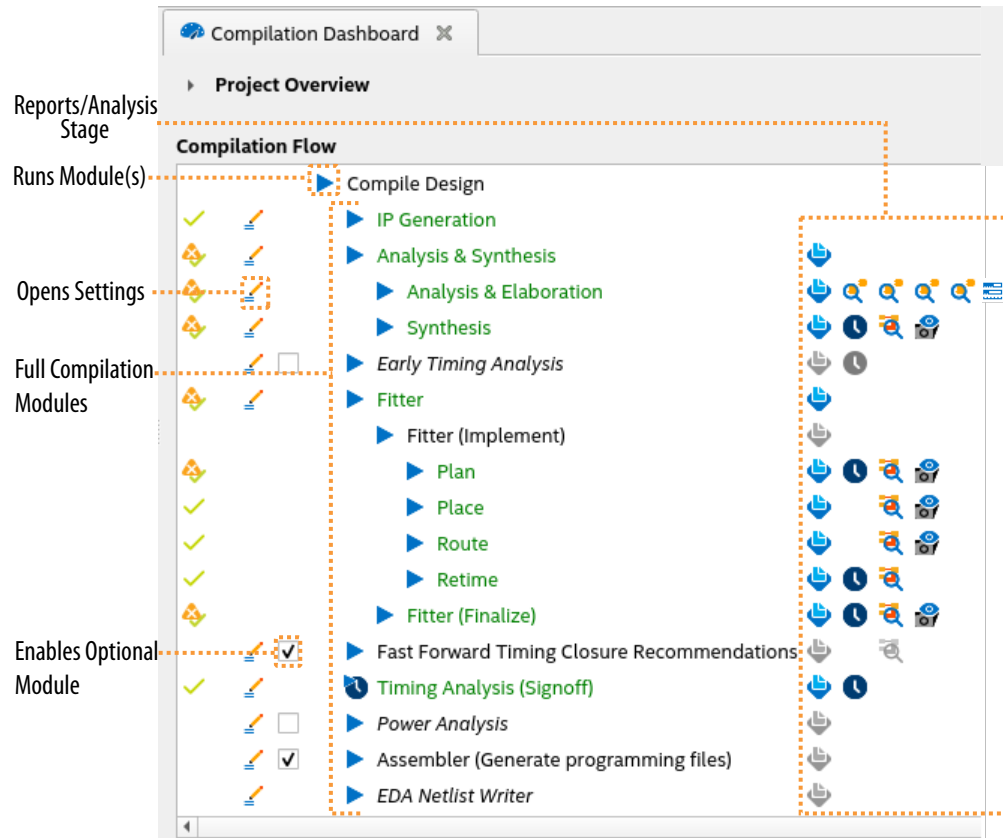 Compilation Dashboard
Project Overview
Reports/Analysis
Stage
Compilation Flow
Runs Module(s)
Compile Design
IP Generation
Analysis & Synthesis
Opens Settings
Analysis & Elaboration
Synthesis
Full Compilation
Modules
Early Timing Analysis
Fitter
Fitter (Implement)
Plan
Place
Route
Retime
Fitter (Finalize)
Enables Optional
Module
Fast Forward Timing Closure Recommendations
Timing Analysis (Signoff)
Power Analysis
Assembler (Generate programming files)
EDA Netlist Writer